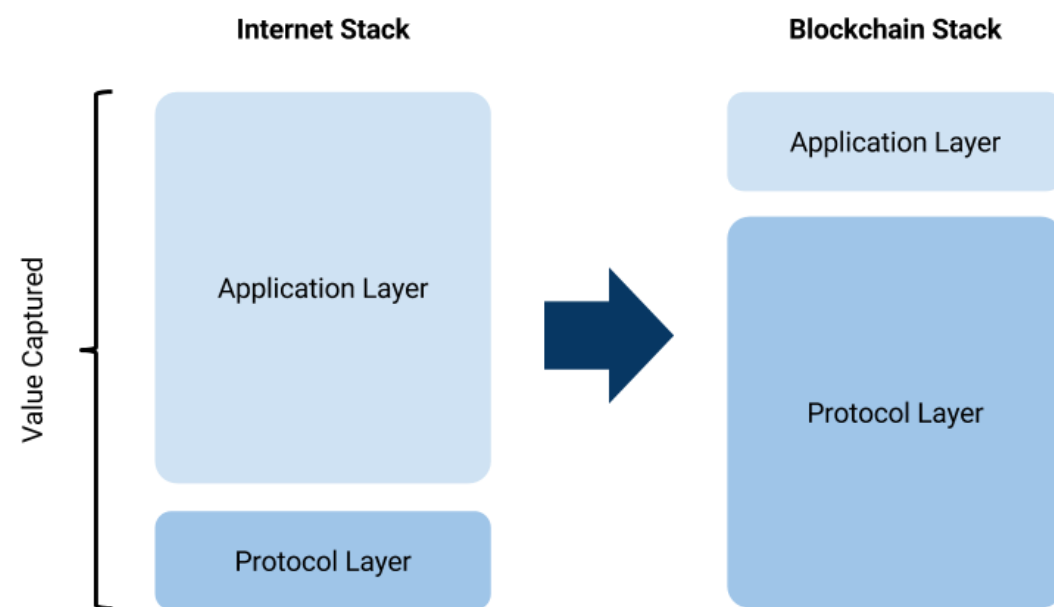 Internet Stack
Blockchain Stack
Value Captured
Application Layer
Protocol Layer
Application Layer
Protocol Layer